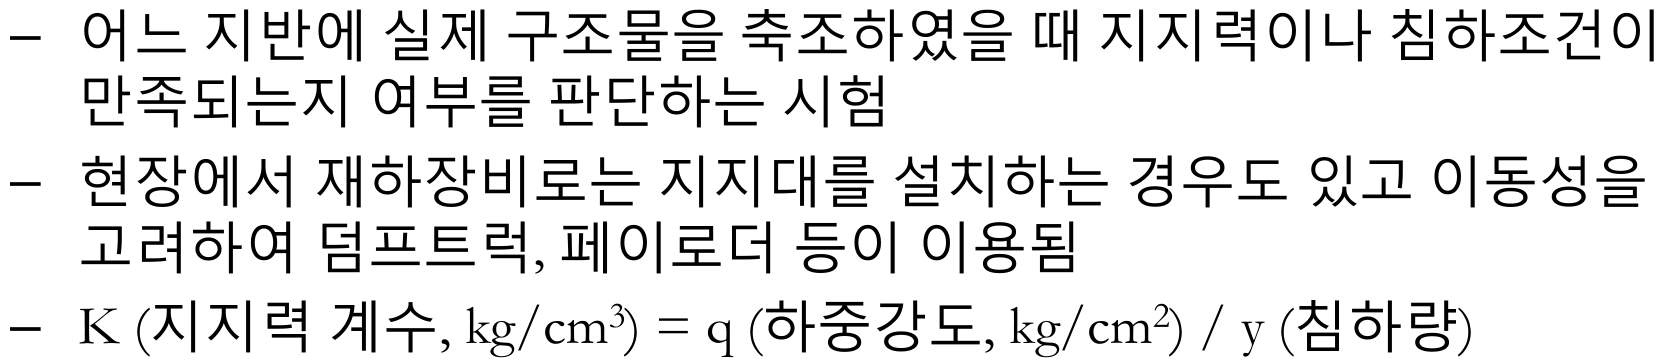 – 어느 지반에 실제 구조물을 축조하였을 때 지지력이나 침하조건이
만족되는지 여부를 판단하는 시험
– 현장에서 재하장비로는 지지대를 설치하는 경우도 있고 이동성을
고려하여 덤프트럭, 페이로더 등이 이용됨
– K (지지력 계수, kg/cm³) = q (하중강도, kg/cm²) / y (침하량)